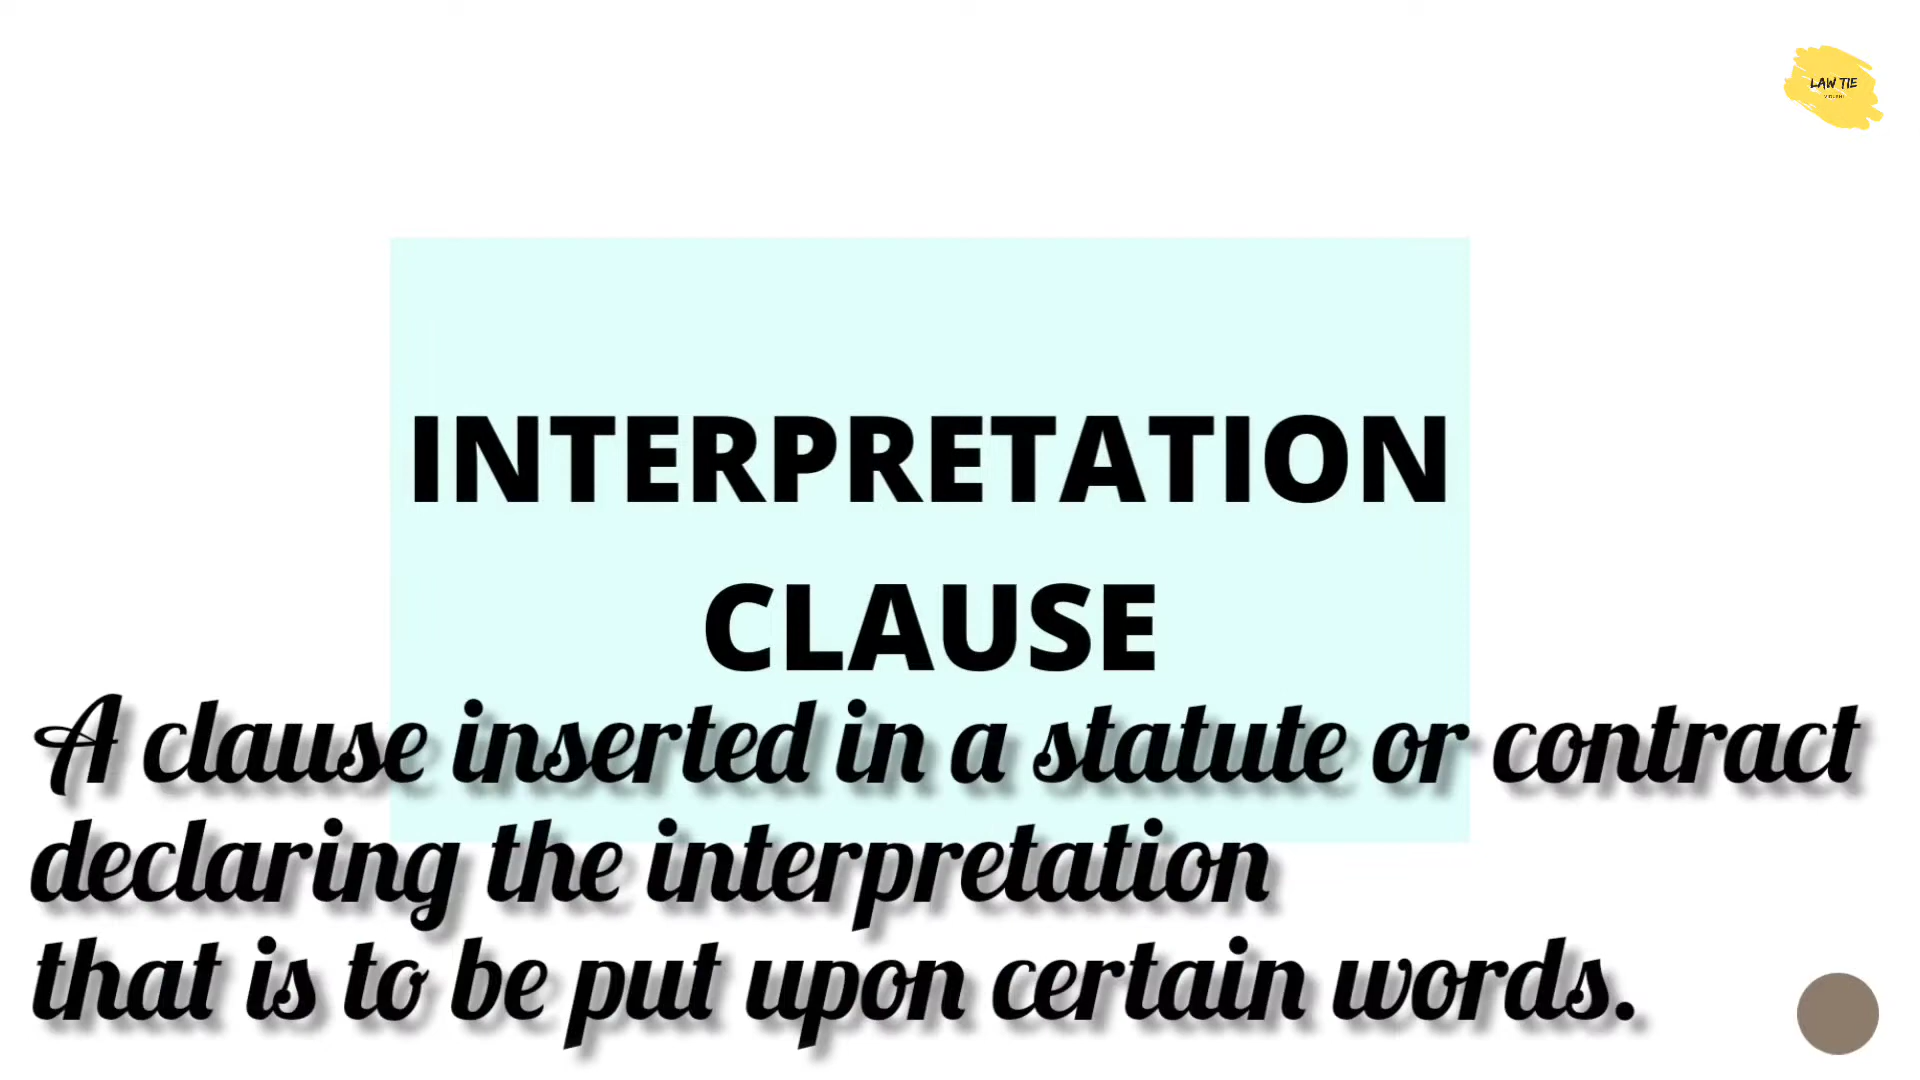 LAW TIE
INTERPRETATION
CLAUSE
A clause inserted in a statute or contract
declaring the interpretation
that is to be put upon certain words.